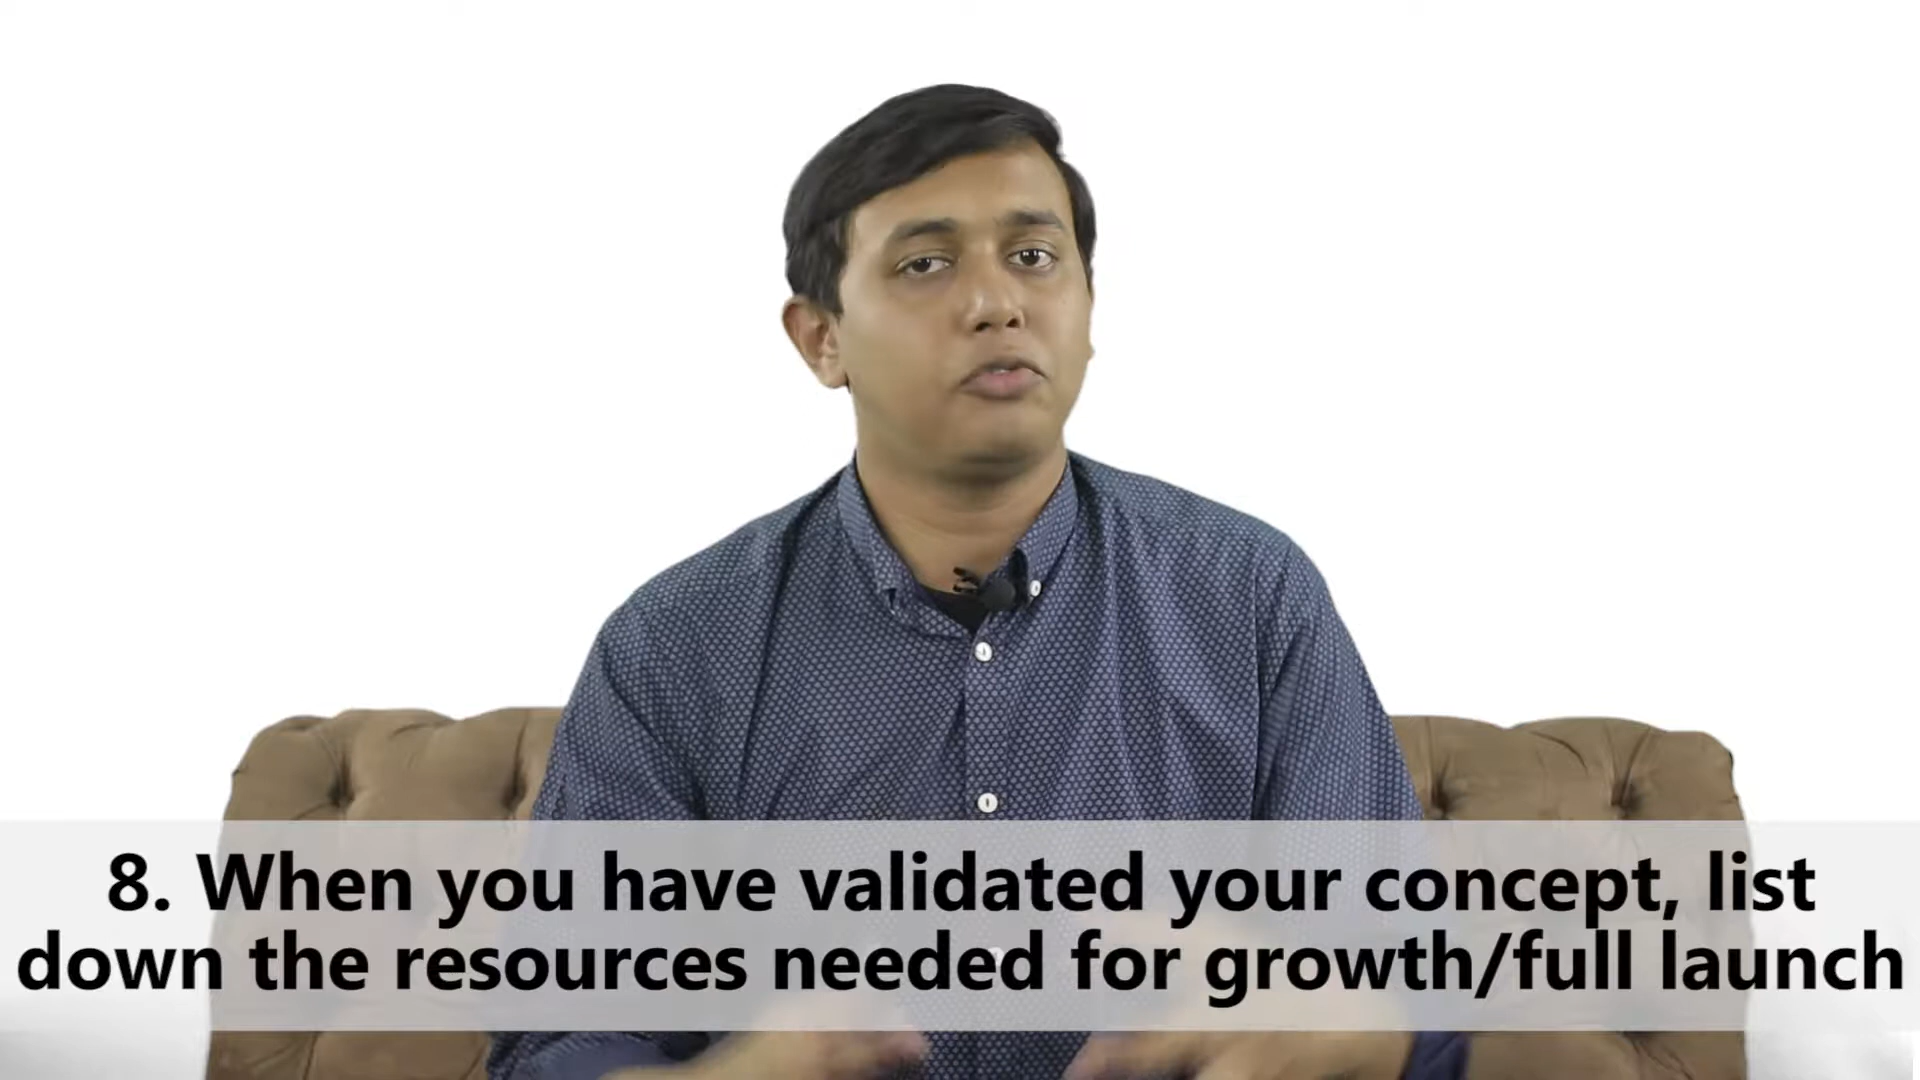 8. When you have validated your concept, list
down the resources needed for growth/full launch